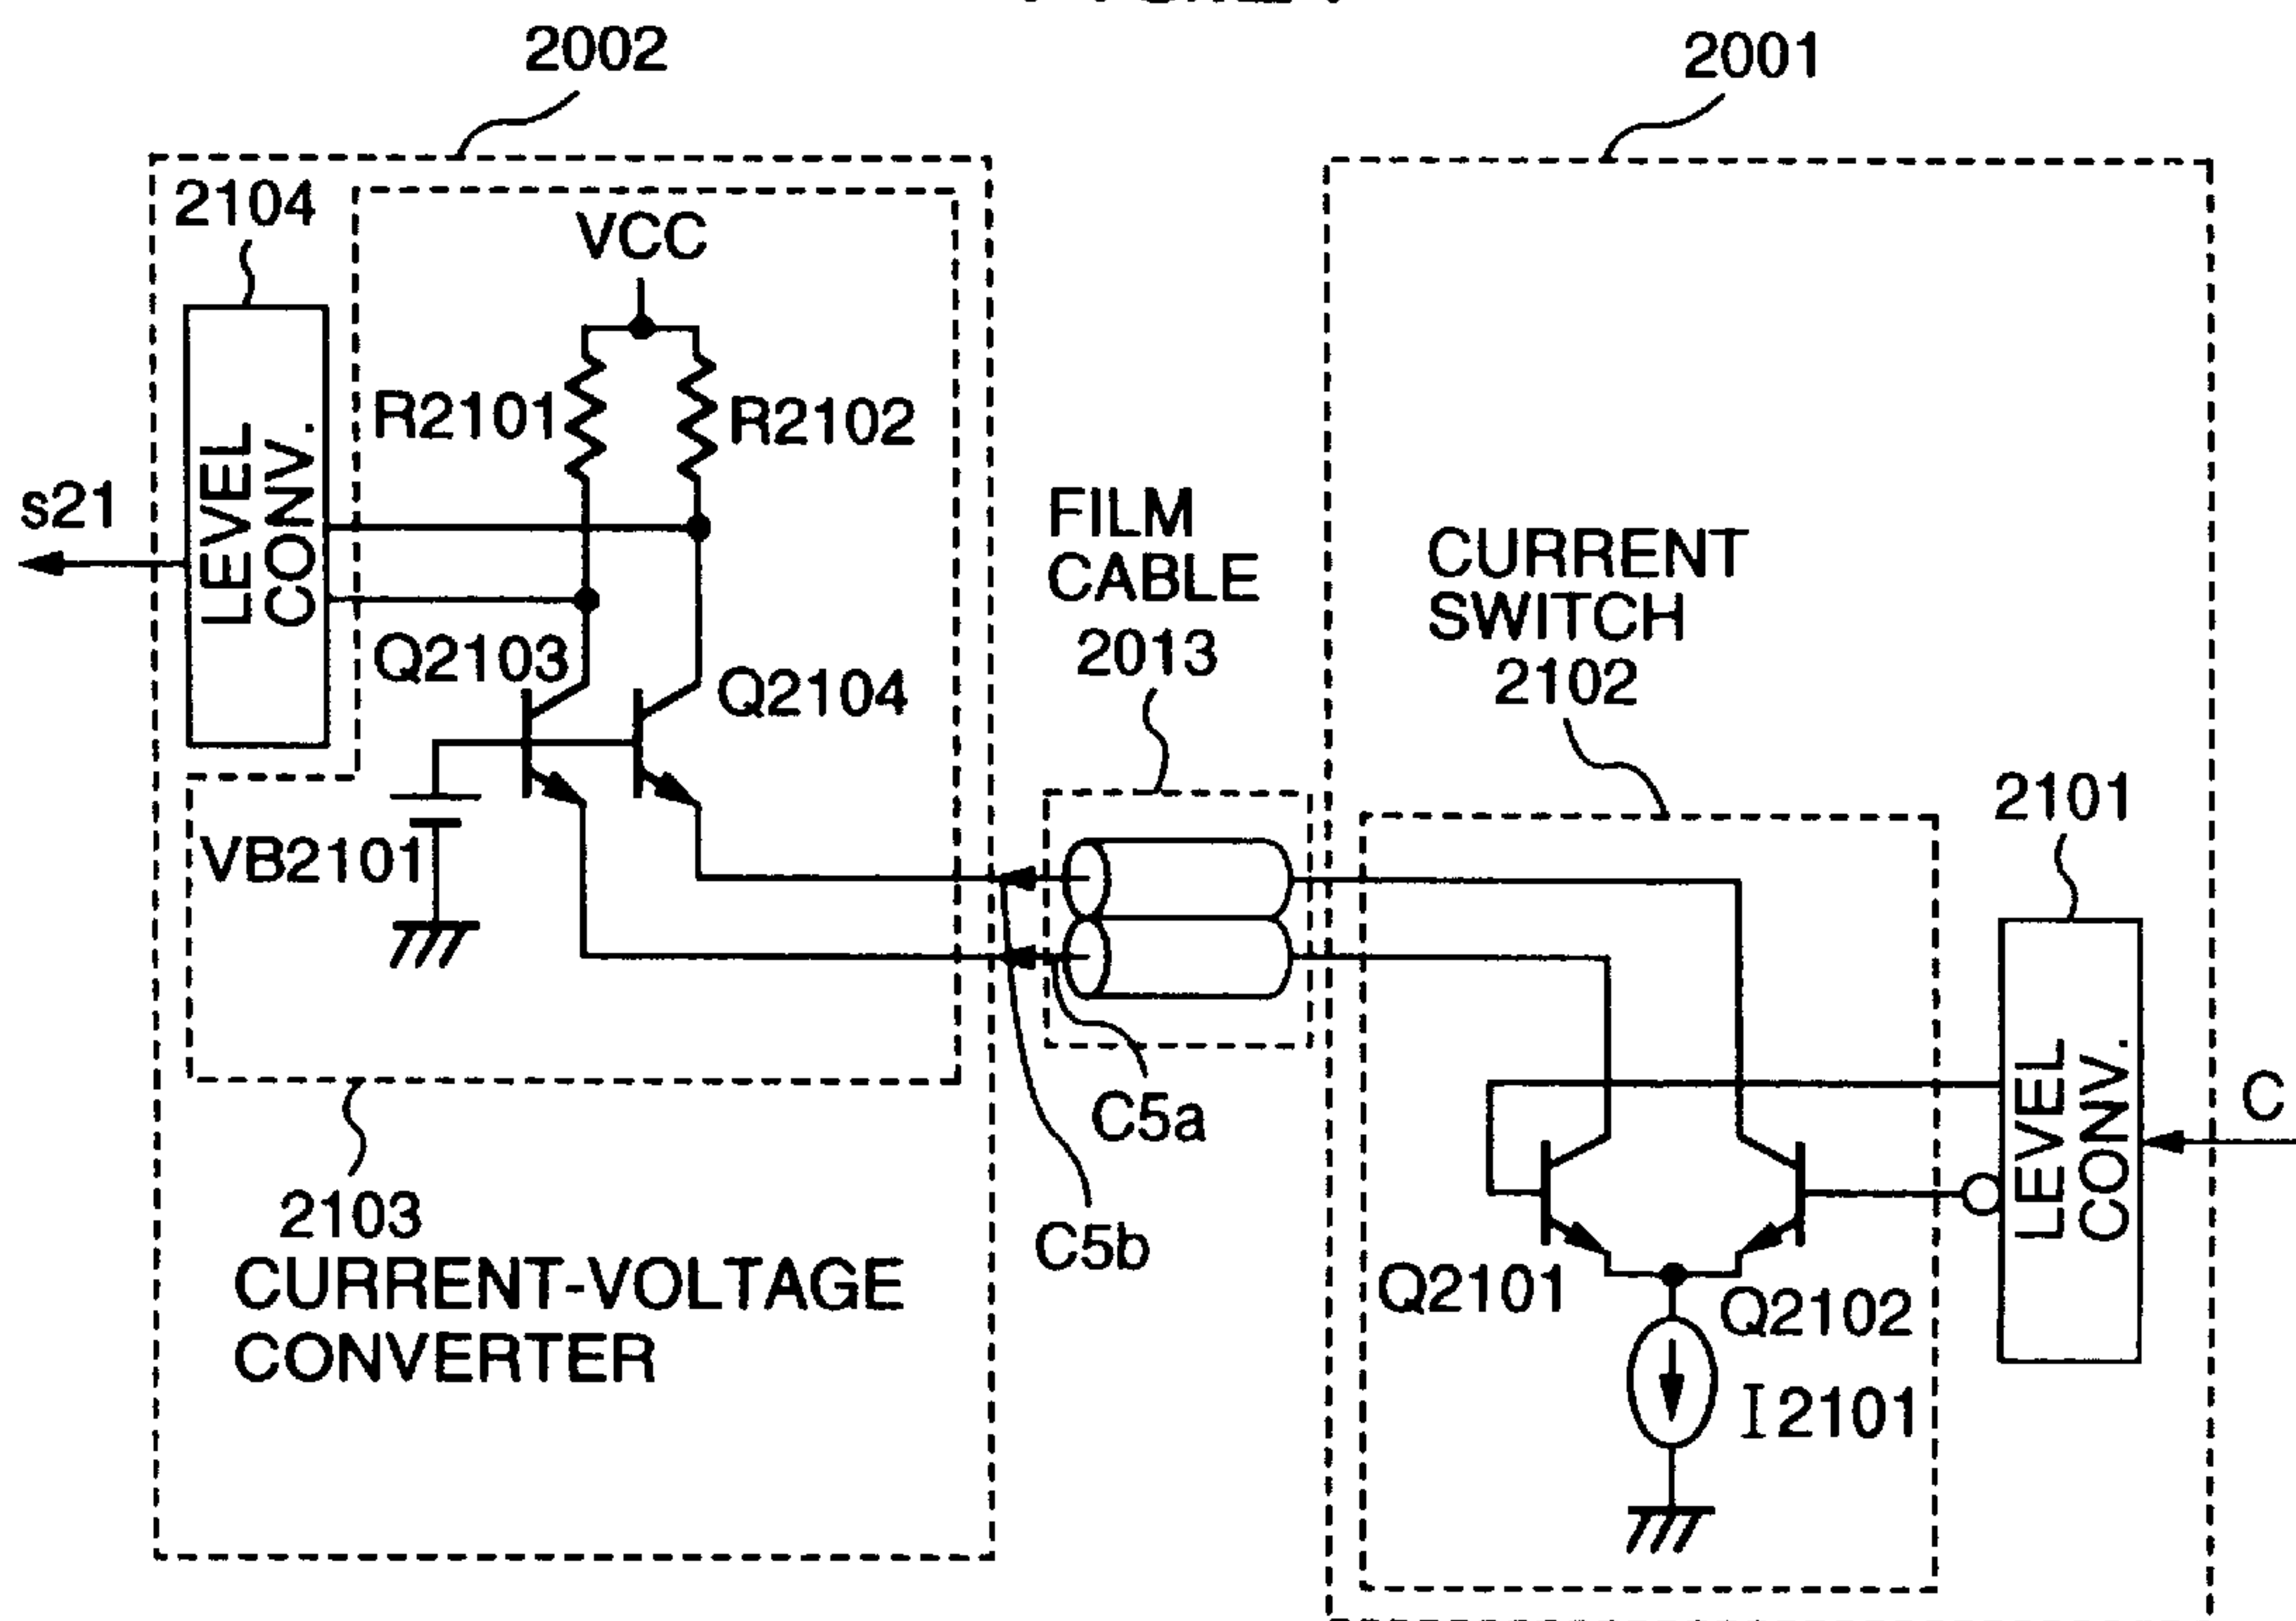 2002
2001
2104
VCC
R2101
R2102
LEVEL
CONV.
s21
FILM
CABLE
2013
CURRENT
SWITCH
2102
Q2103
Q2104
2101
VB2101
C5a
C5b
LEVEL
CONV.
C
2103
CURRENT-VOLTAGE
CONVERTER
Q2101
Q2102
I2101